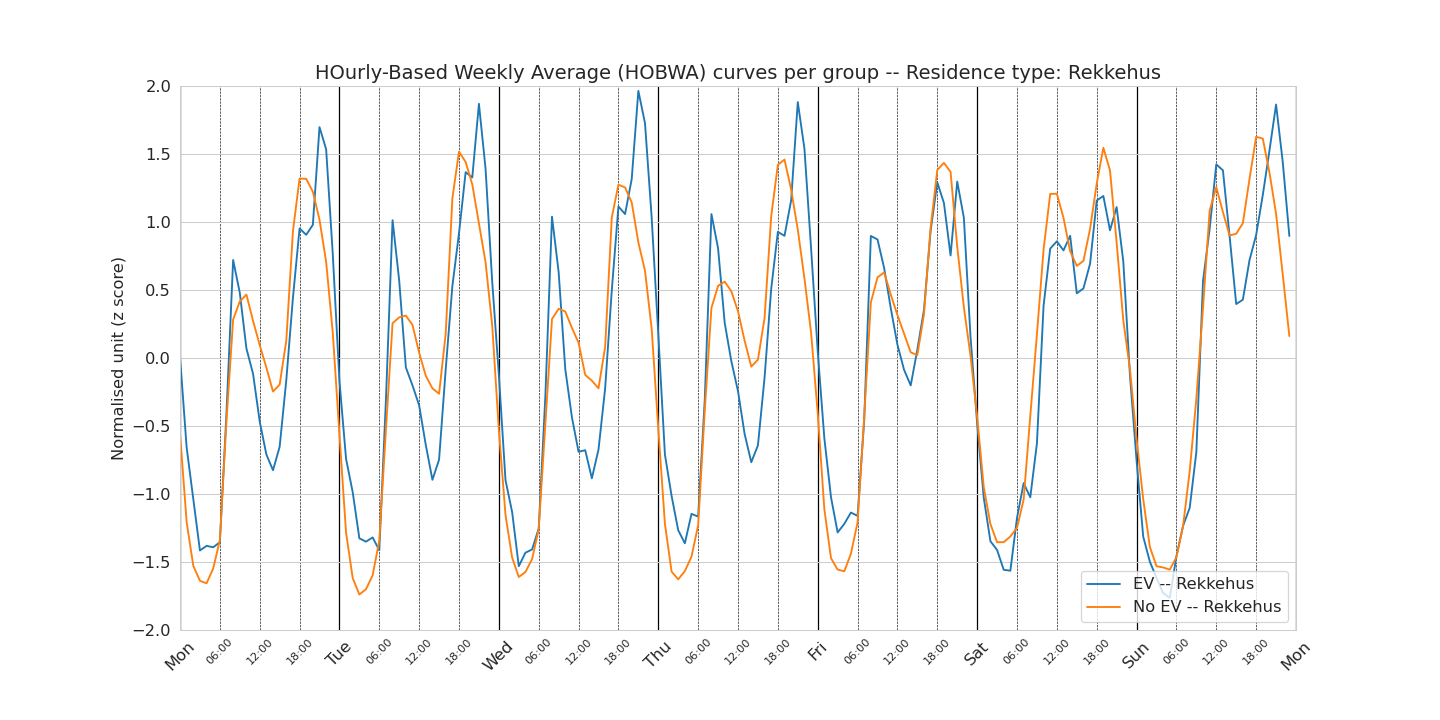 HOurly-Based Weekly Average (HOBWA) curves per group -- Residence type: Rekkehus
Normalised unit (z score)
2.0
1.5
1.0
0.5
0.0
−0.5
−1.0
−1.5
−2.0
EV -- Rekkehus
No EV -- Rekkehus
Mon 06:00 12:00 18:00 Tue 06:00 12:00 18:00 Wed 06:00 12:00 18:00 Thu 06:00 12:00 18:00 Fri 06:00 12:00 18:00 Sat 06:00 12:00 18:00 Sun 06:00 12:00 18:00 Mon